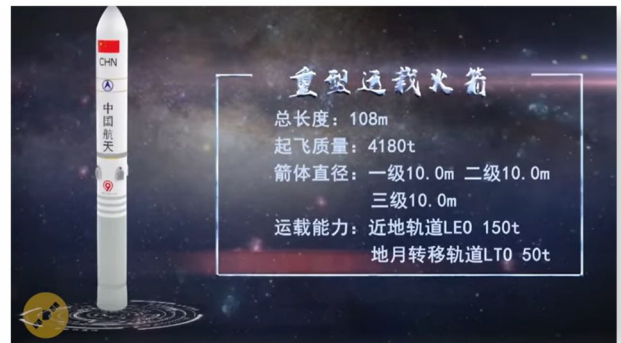 CHN
中国航天
9
重型运载火箭
总长度：108m
起飞质量：4180t
箭体直径：一级10.0m 二级10.0m
三级10.0m
运载能力：近地轨道LEO 150t
地月转移轨道LTO 50t